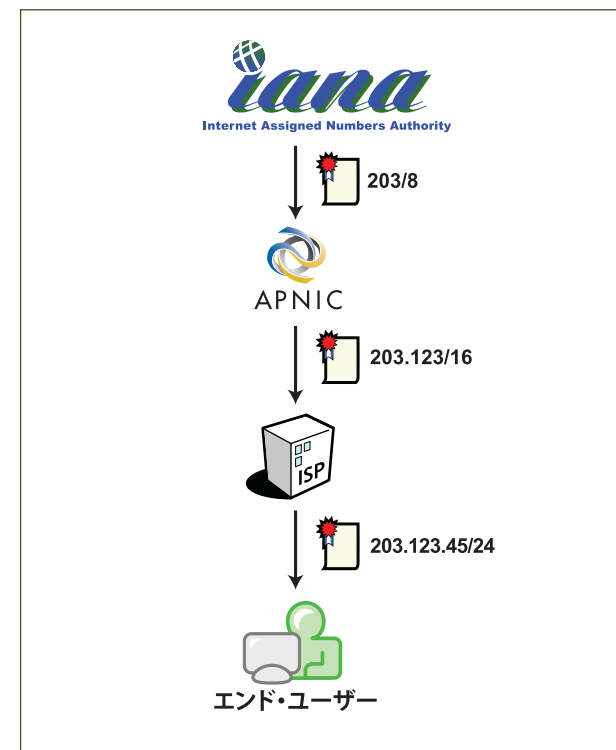 iana
Internet Assigned Numbers Authority
203/8
APNIC
203.123/16
ISP
203.123.45/24
エンド・ユーザー